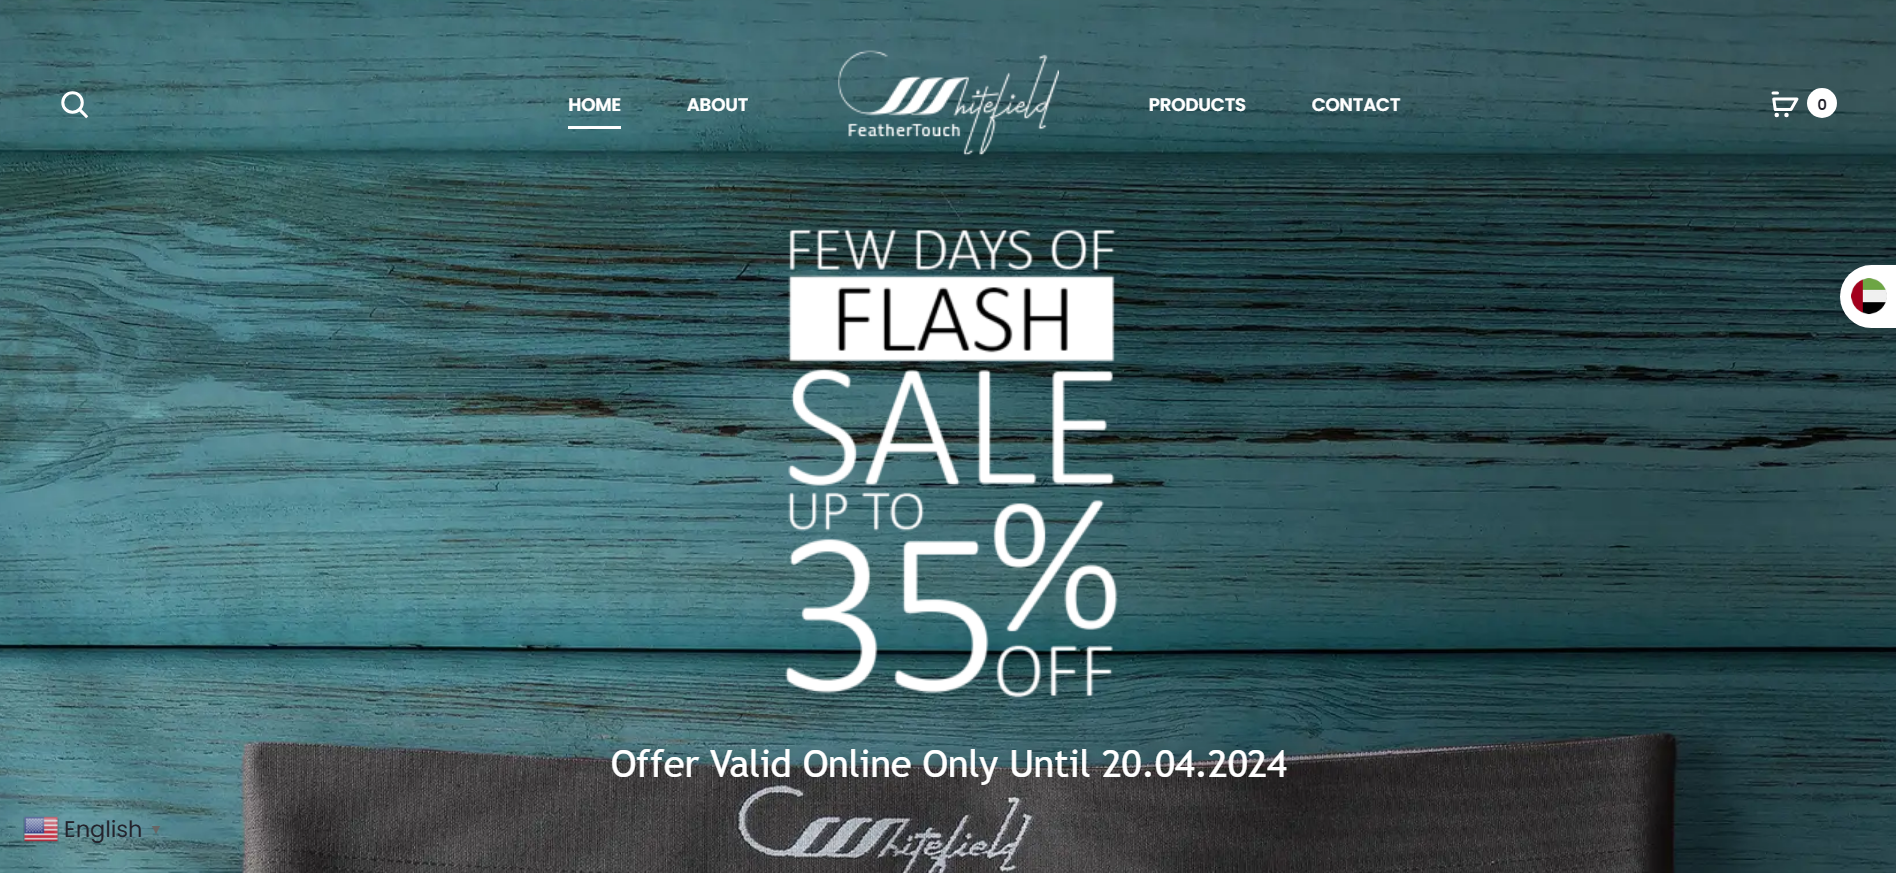 HOME
ABOUT
Whitefield
FeatherTouch
PRODUCTS
CONTACT
0
FEW DAYS OF
FLASH
SALE
UP TO
35%
OFF
Offer Valid Online Only Until 20.04.2024
Whitefield
English